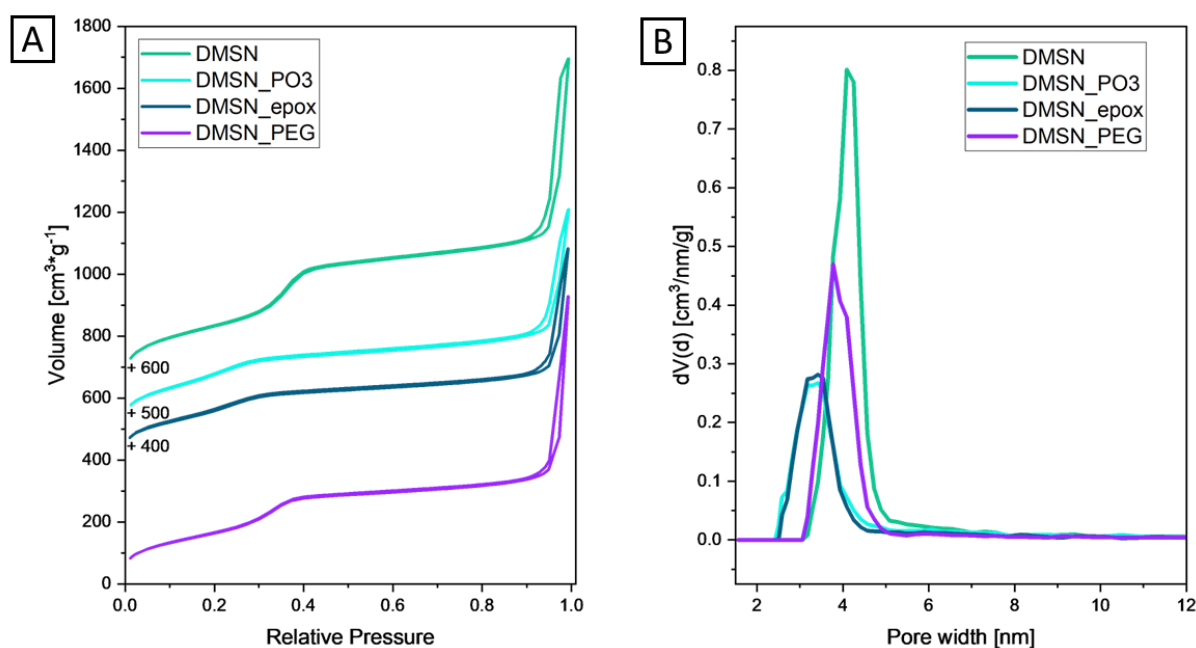 A
1800
1600
1400
1200
1000
800
600
400
200
0
Volume [cm³*g⁻¹]
DMSN
DMSN_PO3
DMSN_epox
DMSN_PEG
+ 600
+ 500
+ 400
0.0 0.2 0.4 0.6 0.8 1.0
Relative Pressure
B
0.8
0.7
0.6
0.5
0.4
0.3
0.2
0.1
0.0
dV(d) [cm³/nm/g]
DMSN
DMSN_PO3
DMSN_epox
DMSN_PEG
2 4 6 8 10 12
Pore width [nm]